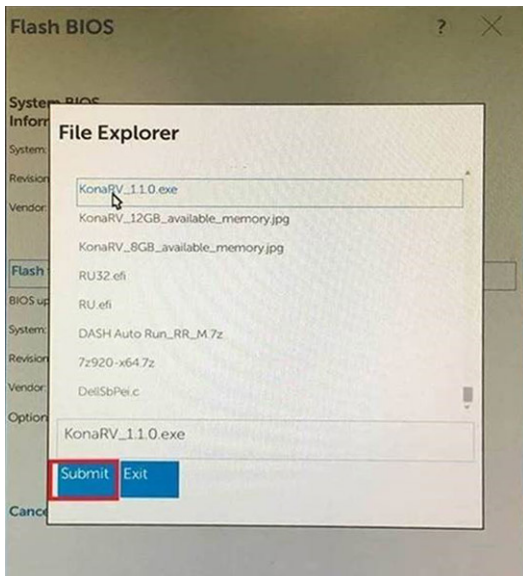 Flash BIOS
?
System BIOS
Inform
System:
Revision
Vendor:
File Explorer
KonaRV_1.1.0.exe
KonaRV_12GB_available_memory.jpg
KonaRV_8GB_available_memory.jpg
RU32.efi
RU.efi
DASH Auto Run_RR_M.7z
7z920-x64.7z
DellSbPei.c
KonaRV_1.1.0.exe
Submit Exit
Flash
BIOS up
System:
Revision
Vendor:
Option
Cance